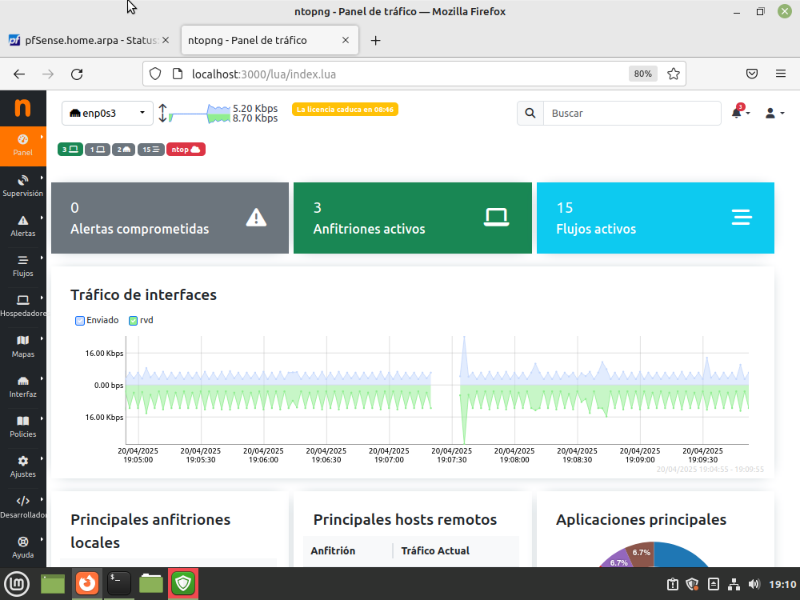 ntopng - Panel de tráfico — Mozilla Firefox
pfSense.home.arpa - Status
ntopng - Panel de tráfico
localhost:3000/lua/index.lua
80%
enp0s3
5.20 Kbps
8.70 Kbps
La licencia caduca en 08:46
Buscar
3
3
1
2
15
ntop
Panel
Supervisión
Alertas
Flujos
Hospedadore
Mapas
Interfaz
Policies
Ajustes
Desarrollador
Ayuda
0
Alertas comprometidas
3
Anfitriones activos
15
Flujos activos
Tráfico de interfaces
Enviado
rvd
16.00 Kbps
0.00 bps
16.00 Kbps
20/04/2025 20/04/2025 20/04/2025 20/04/2025 20/04/2025 20/04/2025 20/04/2025 20/04/2025 20/04/2025 20/04/2025
19:05:00 19:05:30 19:06:00 19:06:30 19:07:00 19:07:30 19:08:00 19:08:30 19:09:00 19:09:30
20/04/2025 19:04:55 - 19:09:55
Principales anfitriones
locales
Principales hosts remotos
Anfitrión
Tráfico Actual
Aplicaciones principales
6.7%
6.7%
19:10